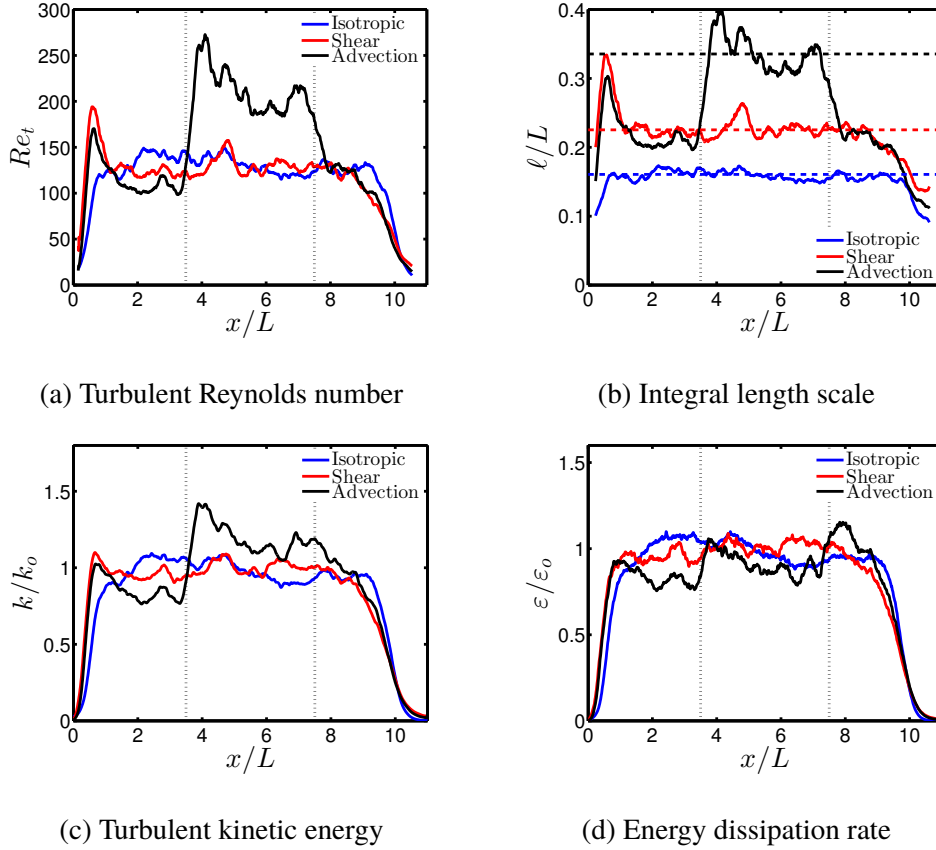 300
250
200
150
100
50
0
Re_t
Isotropic
Shear
Advection
0 2 4 6 8 10
x/L
(a) Turbulent Reynolds number
0.4
0.3
0.2
0.1
0
ℓ/L
Isotropic
Shear
Advection
0 2 4 6 8 10
x/L
(b) Integral length scale
1.5
1
0.5
0
k/k_o
Isotropic
Shear
Advection
0 2 4 6 8 10
x/L
(c) Turbulent kinetic energy
1.5
1
0.5
0
ε/ε_o
Isotropic
Shear
Advection
0 2 4 6 8 10
x/L
(d) Energy dissipation rate